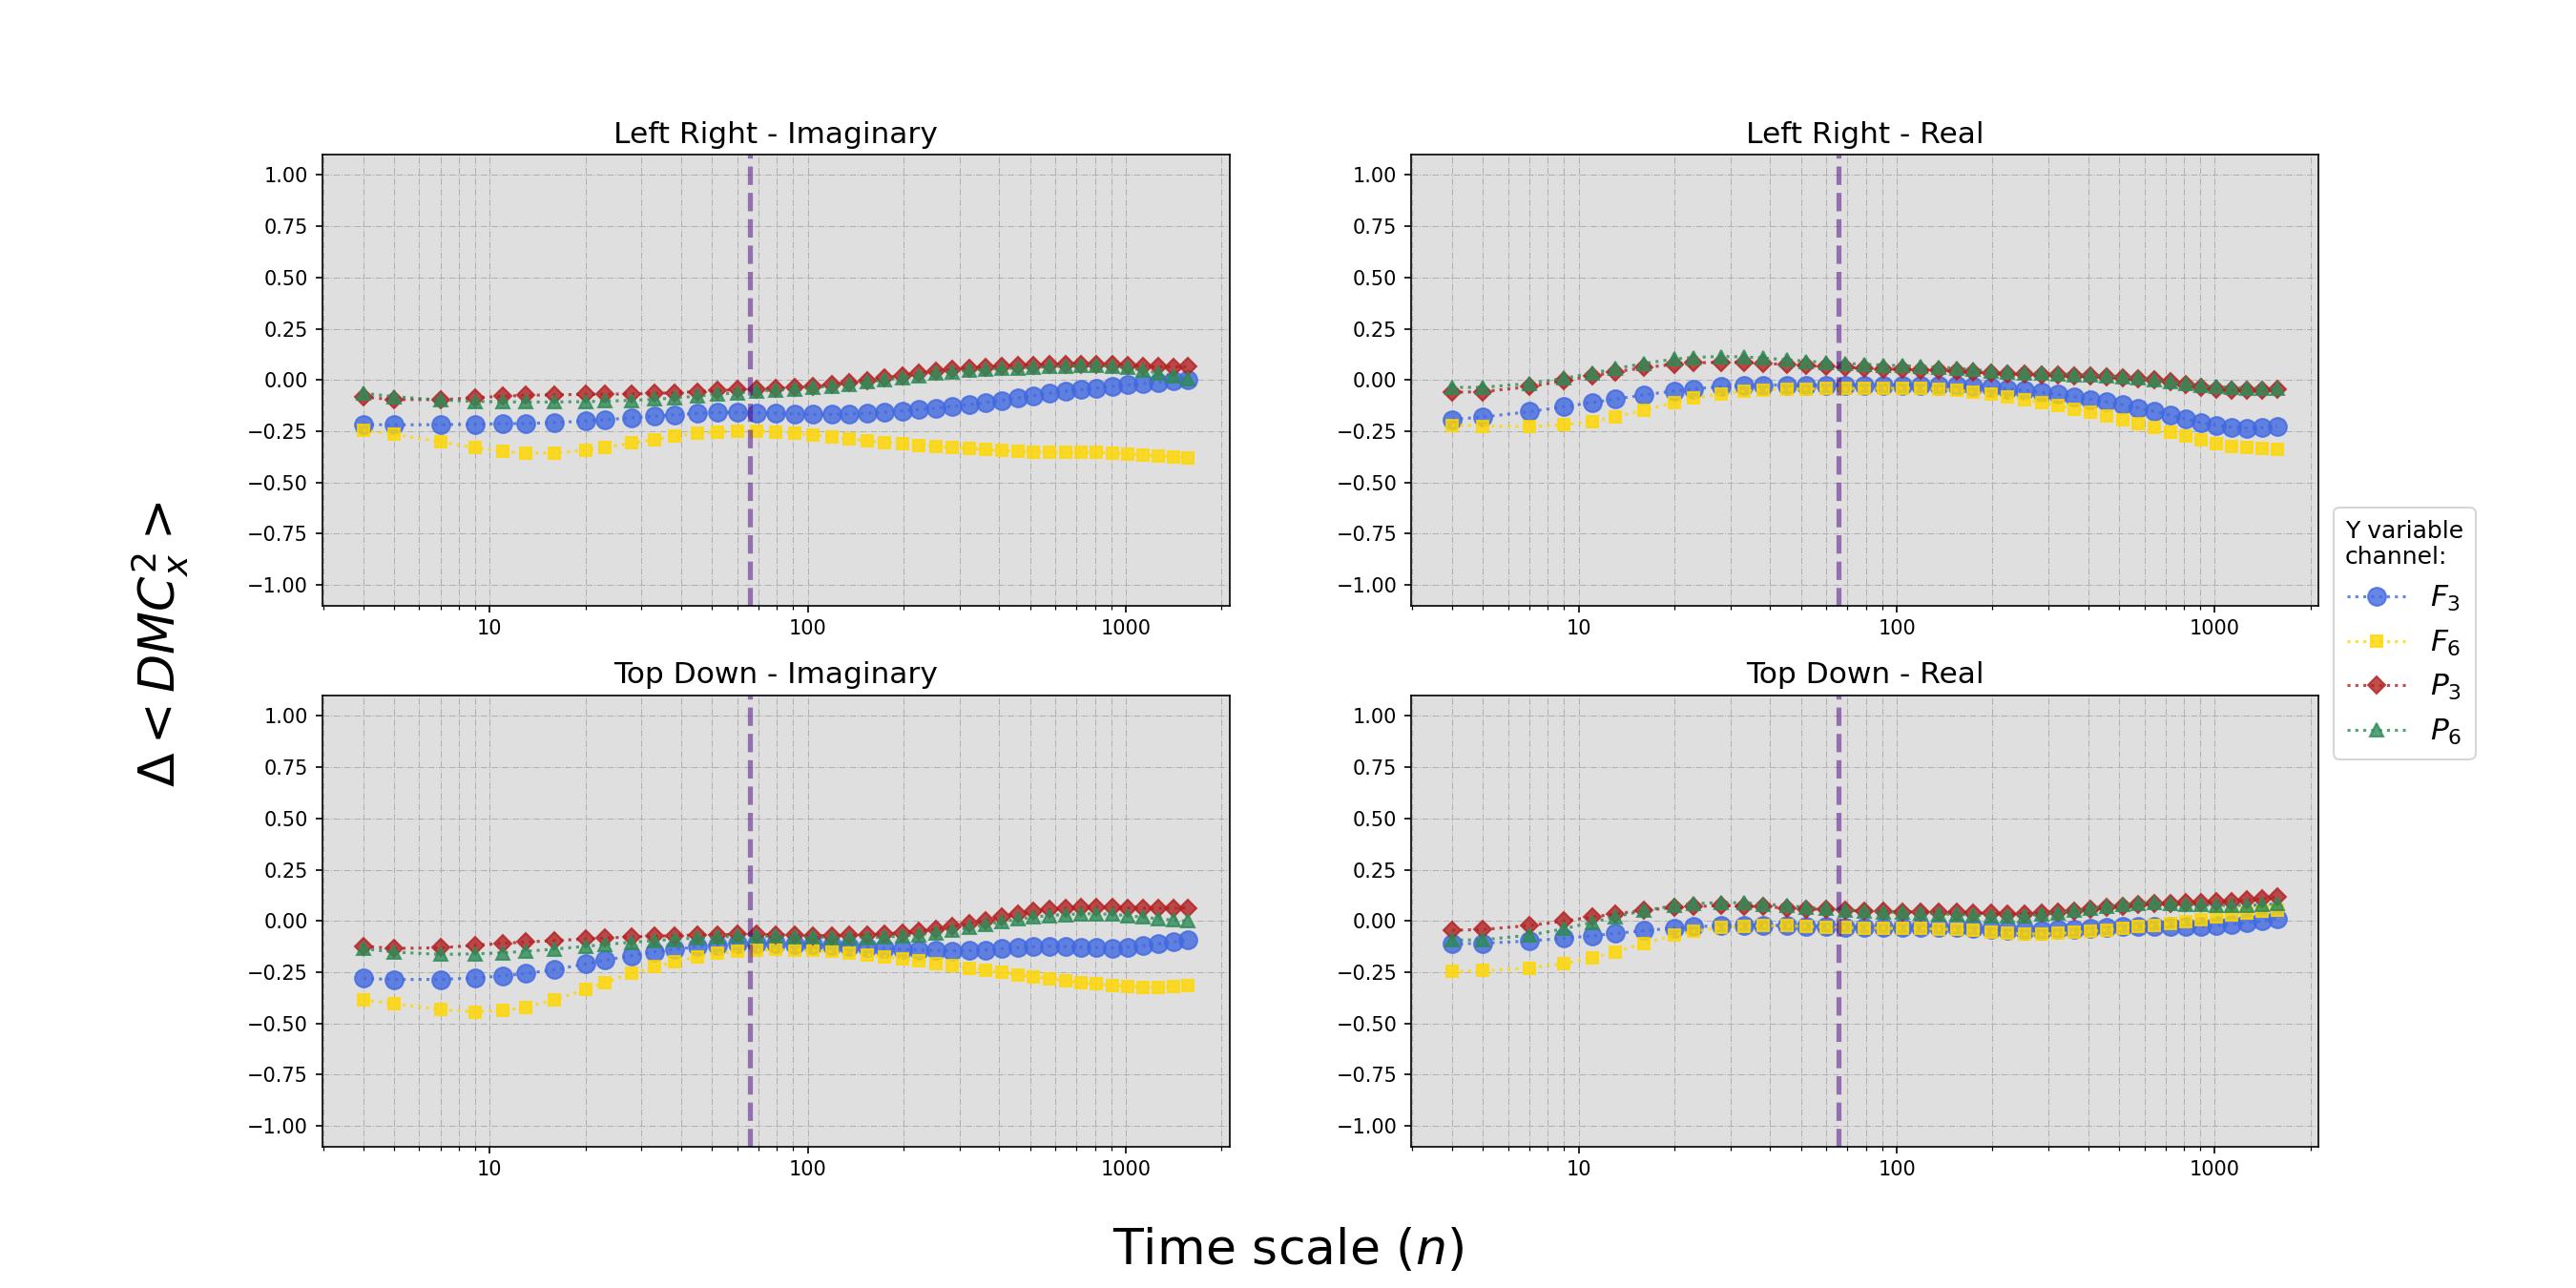 Left Right - Imaginary
1.00
0.75
0.50
0.25
0.00
−0.25
−0.50
−0.75
−1.00
10 100 1000
Left Right - Real
1.00
0.75
0.50
0.25
0.00
−0.25
−0.50
−0.75
−1.00
10 100 1000
Top Down - Imaginary
1.00
0.75
0.50
0.25
0.00
−0.25
−0.50
−0.75
−1.00
10 100 1000
Top Down - Real
1.00
0.75
0.50
0.25
0.00
−0.25
−0.50
−0.75
−1.00
10 100 1000
Δ < DMC²ₓ >
Y variable
channel:
F₃
F₆
P₃
P₆
Time scale (n)